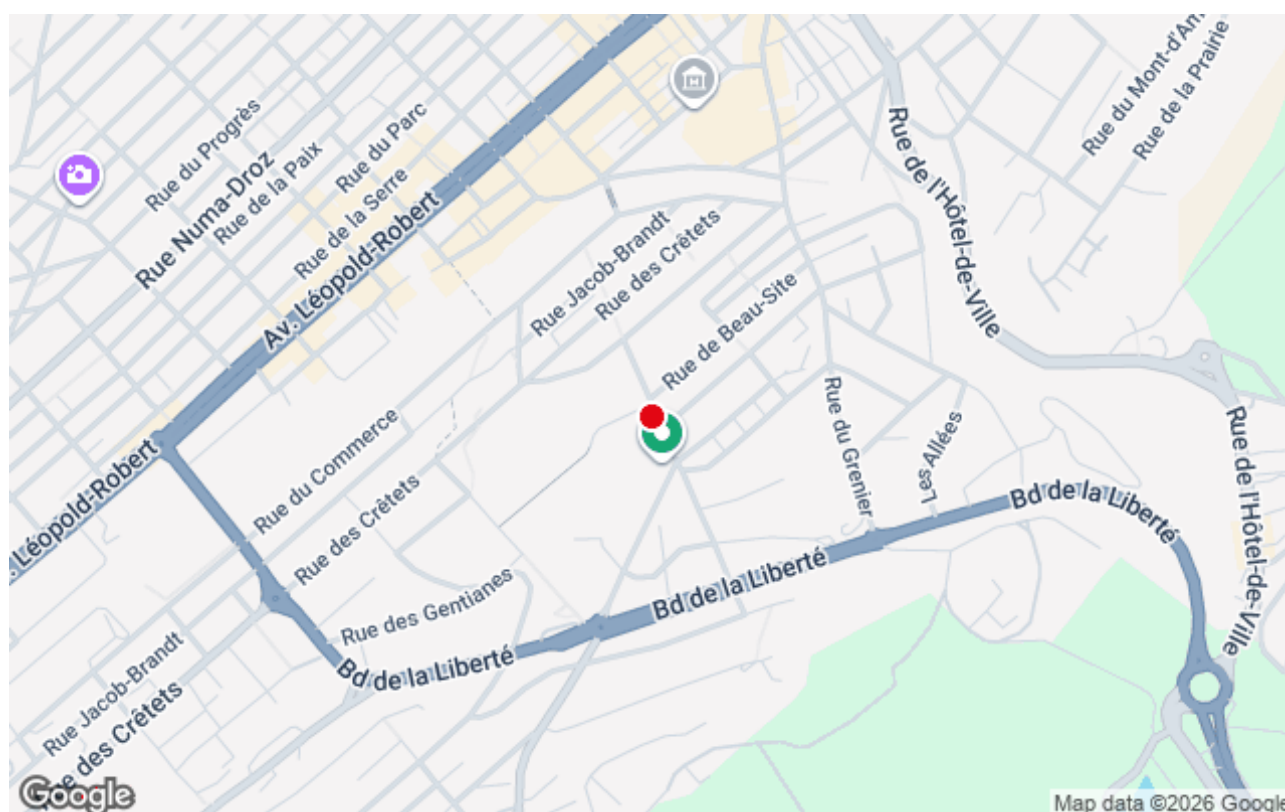 Rue du Mont-d'Am
Rue de la Prairie
Rue du Progrès
Rue du Parc
Rue de l'Hôtel-de-Ville
Rue Numa-Droz
Rue de la Paix
Rue de la Serre
Av. Léopold-Robert
Rue Jacob-Brandt
Rue des Crêtets
Rue de Beau-Site
Rue du Grenier
Les Allées
Rue de l'Hôtel-de-Ville
Léopold-Robert
Rue du Commerce
Rue des Crêtets
Bd de la Liberté
Bd de la Liberté
Rue des Gentianes
Bd de la Liberté
Rue Jacob-Brandt
Rue des Crêtets
Google
Map data ©2026 Google